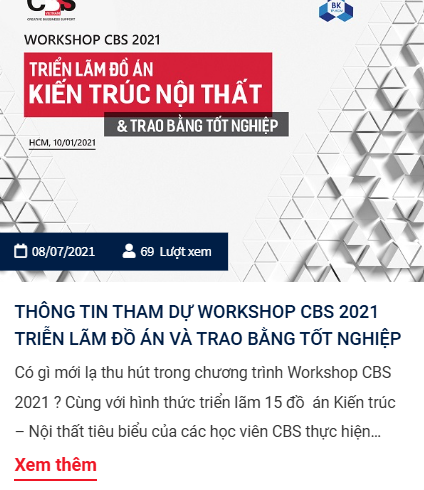 CBS
CREATIVE BUSINESS SUPPORT
BK
WORKSHOP CBS 2021
TRIỂN LÃM ĐỒ ÁN
KIẾN TRÚC NỘI THẤT
& TRAO BẰNG TỐT NGHIỆP
HCM, 10/01/2021
08/07/2021 69 Lượt xem
THÔNG TIN THAM DỰ WORKSHOP CBS 2021
TRIỄN LÃM ĐỒ ÁN VÀ TRAO BẰNG TỐT NGHIỆP
Có gì mới lạ thu hút trong chương trình Workshop CBS
2021 ? Cùng với hình thức triển lãm 15 đồ án Kiến trúc
– Nội thất tiêu biểu của các học viên CBS thực hiện...
Xem thêm